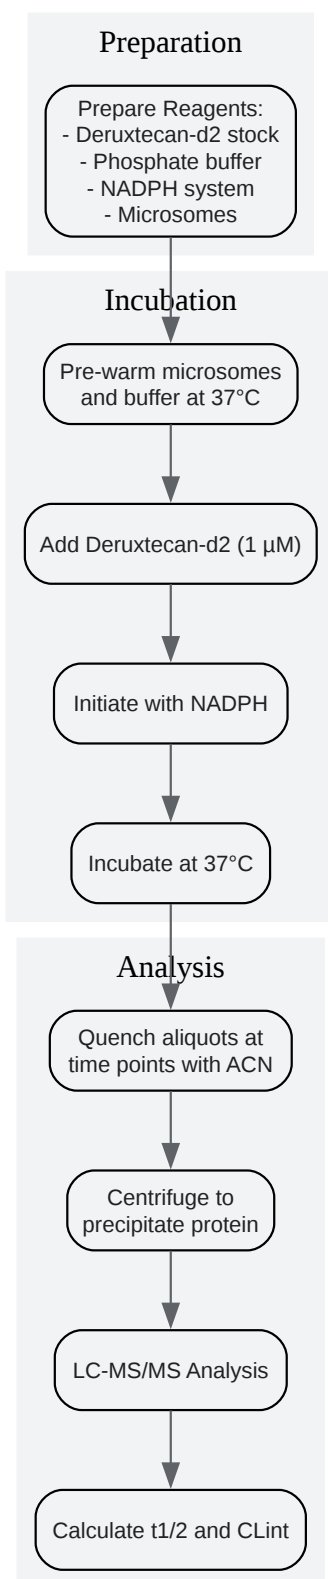 Preparation
Prepare Reagents:
- Deruxtecan-d2 stock
- Phosphate buffer
- NADPH system
- Microsomes
Incubation
Pre-warm microsomes
and buffer at 37°C
Add Deruxtecan-d2 (1 µM)
Initiate with NADPH
Incubate at 37°C
Analysis
Quench aliquots at
time points with ACN
Centrifuge to
precipitate protein
LC-MS/MS Analysis
Calculate t1/2 and CLint